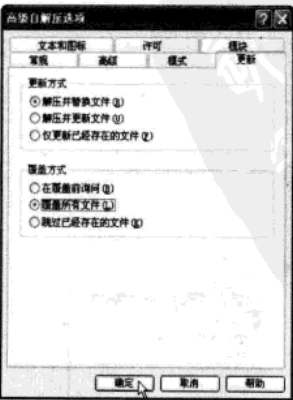 高级自解压选项
文本和图标 许可 模块
常规 高级 模式 更新
更新方式
解压并替换文件(R)
解压并更新文件(U)
仅更新已经存在的文件(F)
覆盖方式
在覆盖前询问(B)
覆盖所有文件(L)
跳过已经存在的文件(K)
确定 取消 帮助